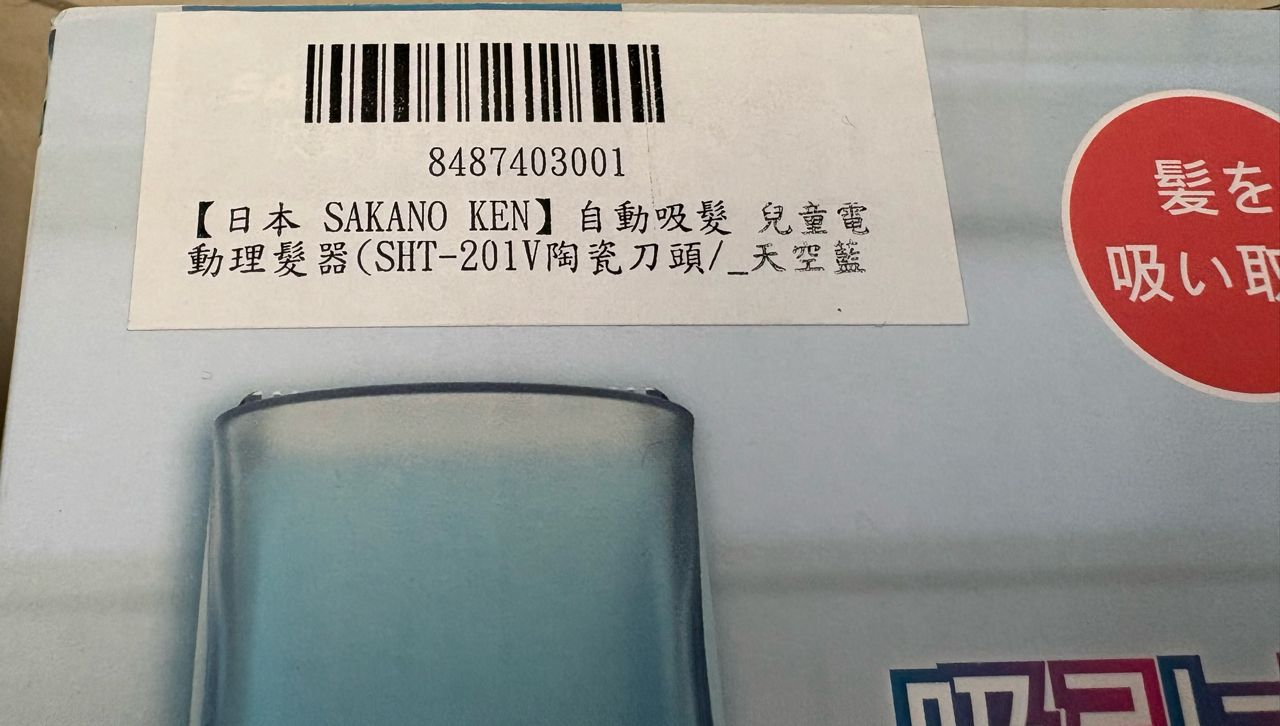 8487403001
【日本 SAKANO KEN】自動吸髮 兒童電
動理髮器(SHT-201V陶瓷刀頭/_天空藍
髪を
吸い取